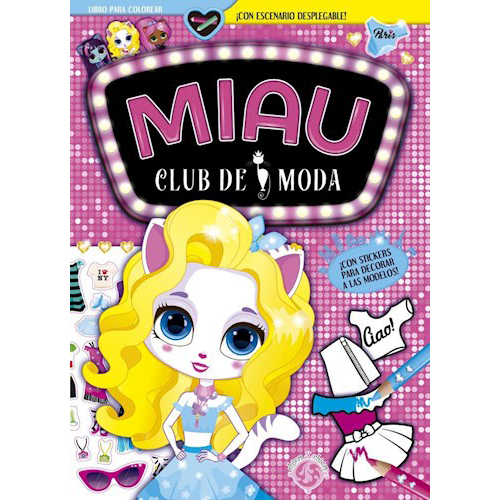 LIBRO PARA COLOREAR
¡CON ESCENARIO DESPLEGABLE!
París
MIAU
CLUB DE MODA
¡CON STICKERS
PARA DECORAR
A LAS MODELOS!
I ♥
NY
Ciao!